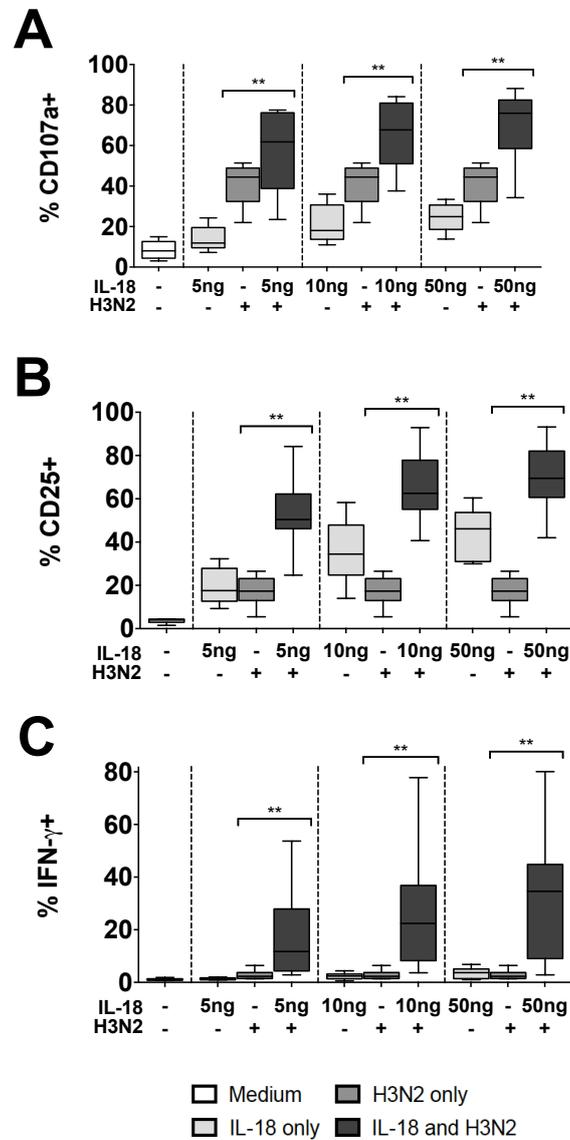 A
% CD107a+
100
80
60
40
20
0
**
**
**
IL-18 - 5ng - 5ng 10ng - 10ng 50ng - 50ng
H3N2 - - + + - + + - + +
B
% CD25+
100
80
60
40
20
0
**
**
**
IL-18 - 5ng - 5ng 10ng - 10ng 50ng - 50ng
H3N2 - - + + - + + - + +
C
% IFN-γ+
80
60
40
20
0
**
**
**
IL-18 - 5ng - 5ng 10ng - 10ng 50ng - 50ng
H3N2 - - + + - + + - + +
Medium H3N2 only
IL-18 only IL-18 and H3N2